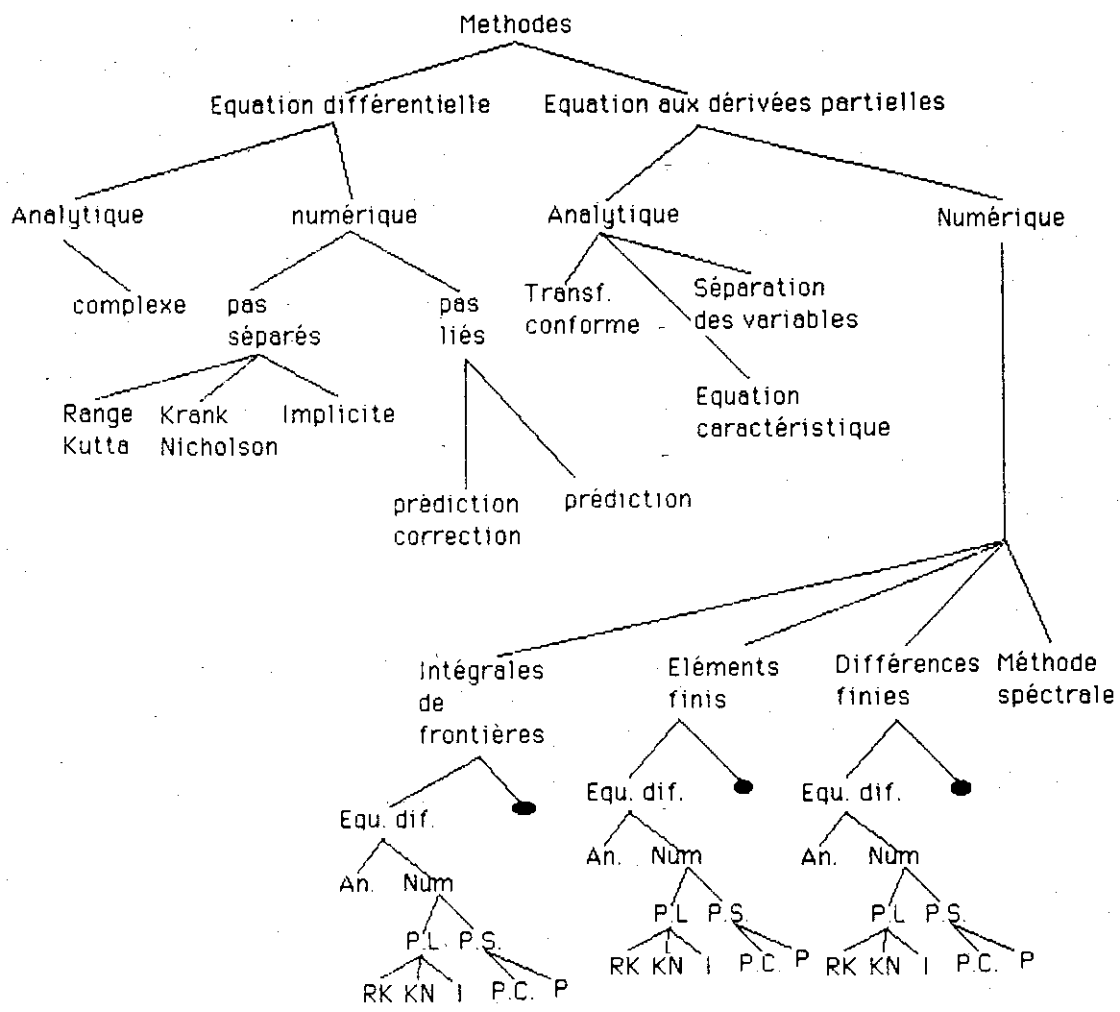 Methodes
Equation différentielle Equation aux dérivées partielles
Analytique numérique Analytique Numérique
complexe pas séparés pas liés Transf. conforme Séparation des variables
Range Kutta Krank Nicholson Implicite Equation caractéristique
prédiction correction prédiction
Intégrales de frontières Eléments finis Différences finies Méthode spéctrale
Equ. dif. Equ. dif. Equ. dif.
An. Num An. Num An. Num
P.L P.S. P.L P.S. P.L P.S.
RK KN I P.C. P RK KN I P.C. P RK KN I P.C. P